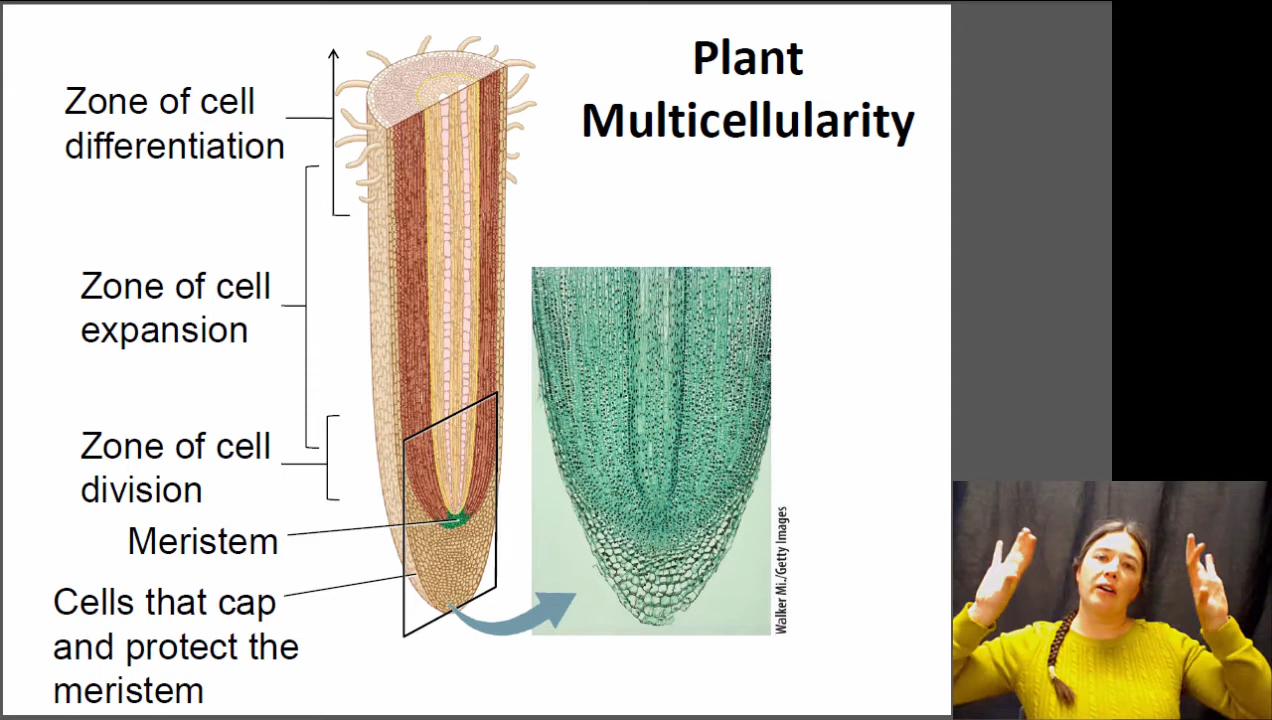 Plant
Multicellularity
Zone of cell
differentiation
Zone of cell
expansion
Zone of cell
division
Meristem
Cells that cap
and protect the
meristem
Walker Mi./Getty Images